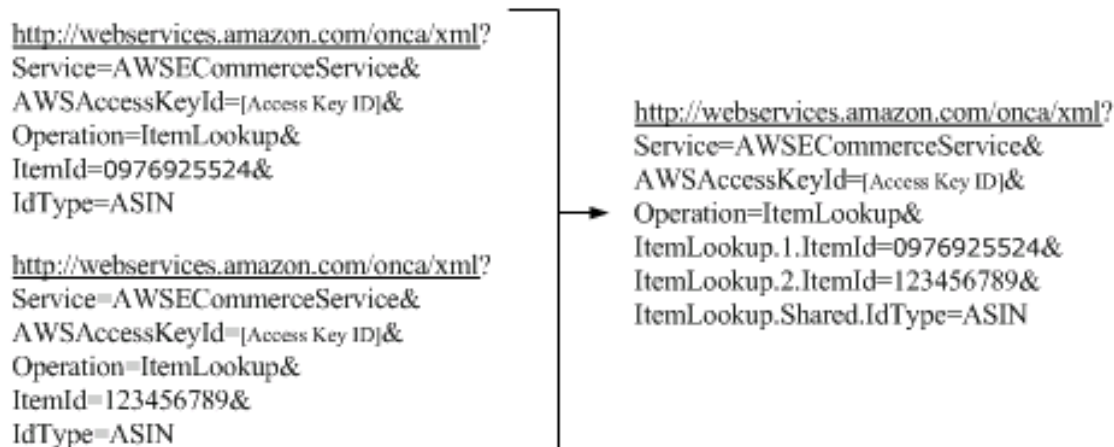 http://webservices.amazon.com/onca/xml?
Service=AWSECommerceService&
AWSAccessKeyId=[Access Key ID]&
Operation=ItemLookup&
ItemId=0976925524&
IdType=ASIN
http://webservices.amazon.com/onca/xml?
Service=AWSECommerceService&
AWSAccessKeyId=[Access Key ID]&
Operation=ItemLookup&
ItemId=123456789&
IdType=ASIN
http://webservices.amazon.com/onca/xml?
Service=AWSECommerceService&
AWSAccessKeyId=[Access Key ID]&
Operation=ItemLookup&
ItemLookup.1.ItemId=0976925524&
ItemLookup.2.ItemId=123456789&
ItemLookup.Shared.IdType=ASIN